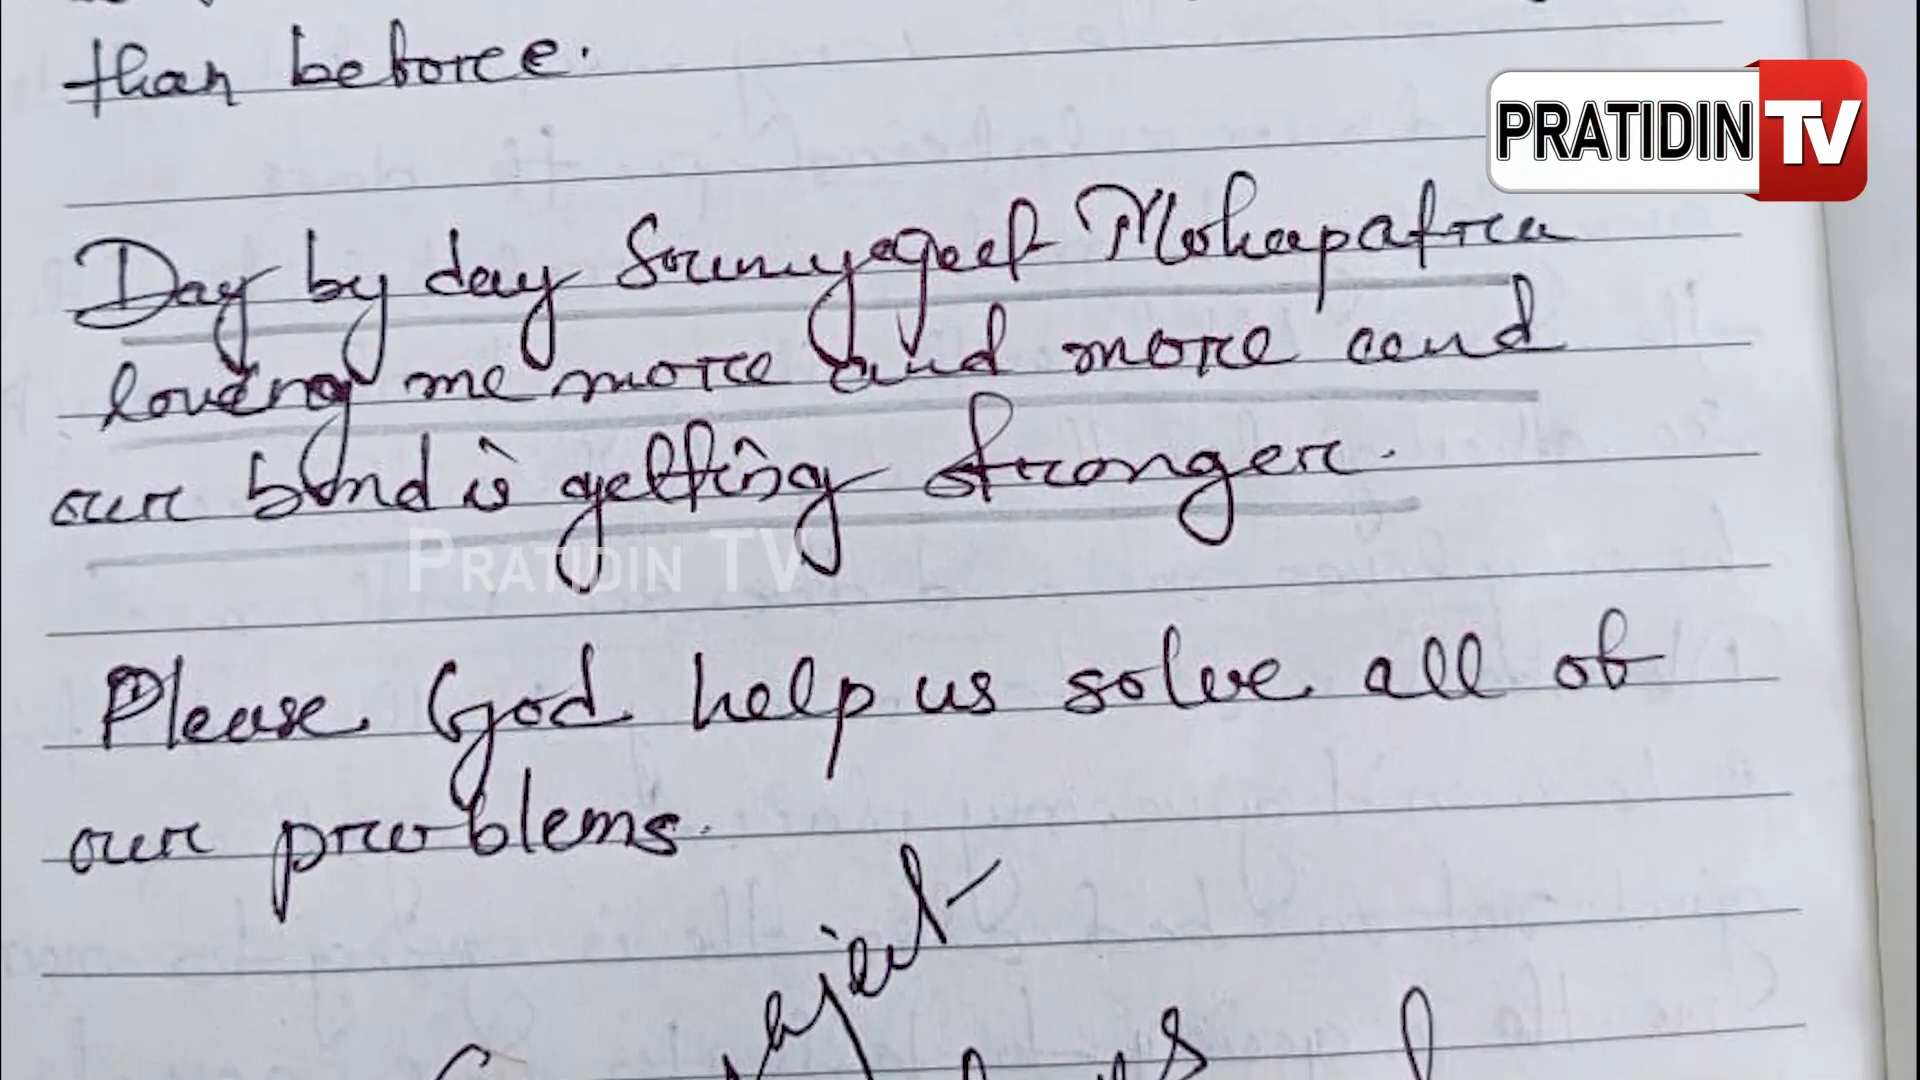 than before.
PRATIDIN TV
Day by day Soumyageet Mohapatra
loving me more and more and
our bond is getting stronger.
PRATIDIN TV
Please God help us solve all of
our problems.